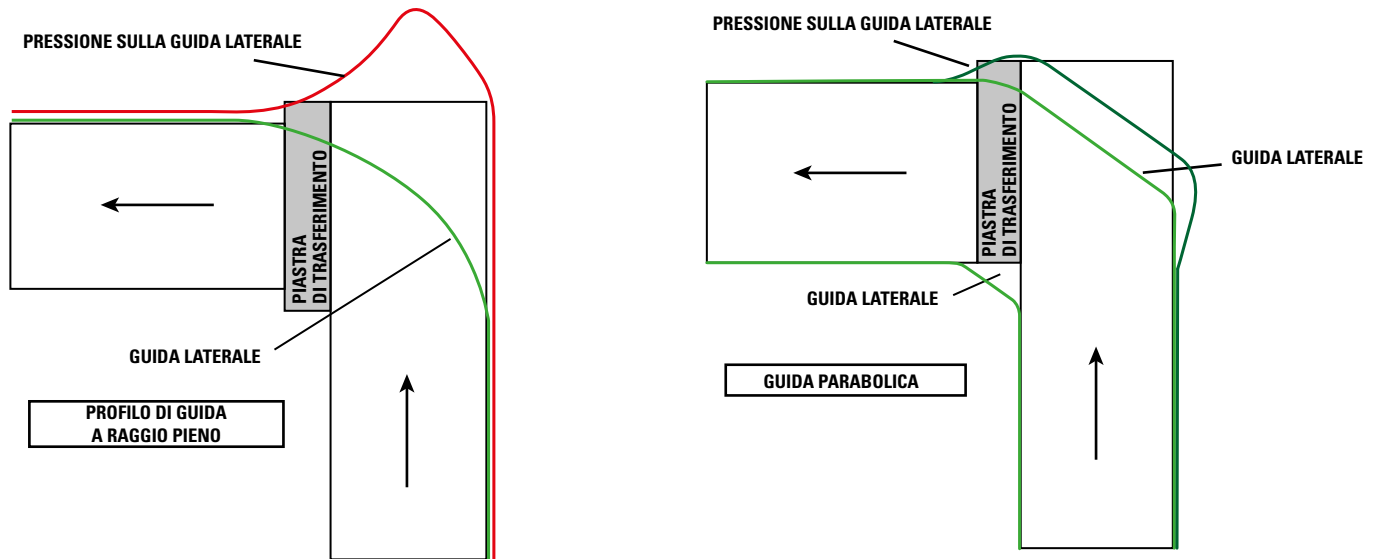 PRESSIONE SULLA GUIDA LATERALE
PIASTRA
DI TRASFERIMENTO
GUIDA LATERALE
PROFILO DI GUIDA
A RAGGIO PIENO
PRESSIONE SULLA GUIDA LATERALE
PIASTRA
DI TRASFERIMENTO
GUIDA LATERALE
GUIDA LATERALE
GUIDA PARABOLICA